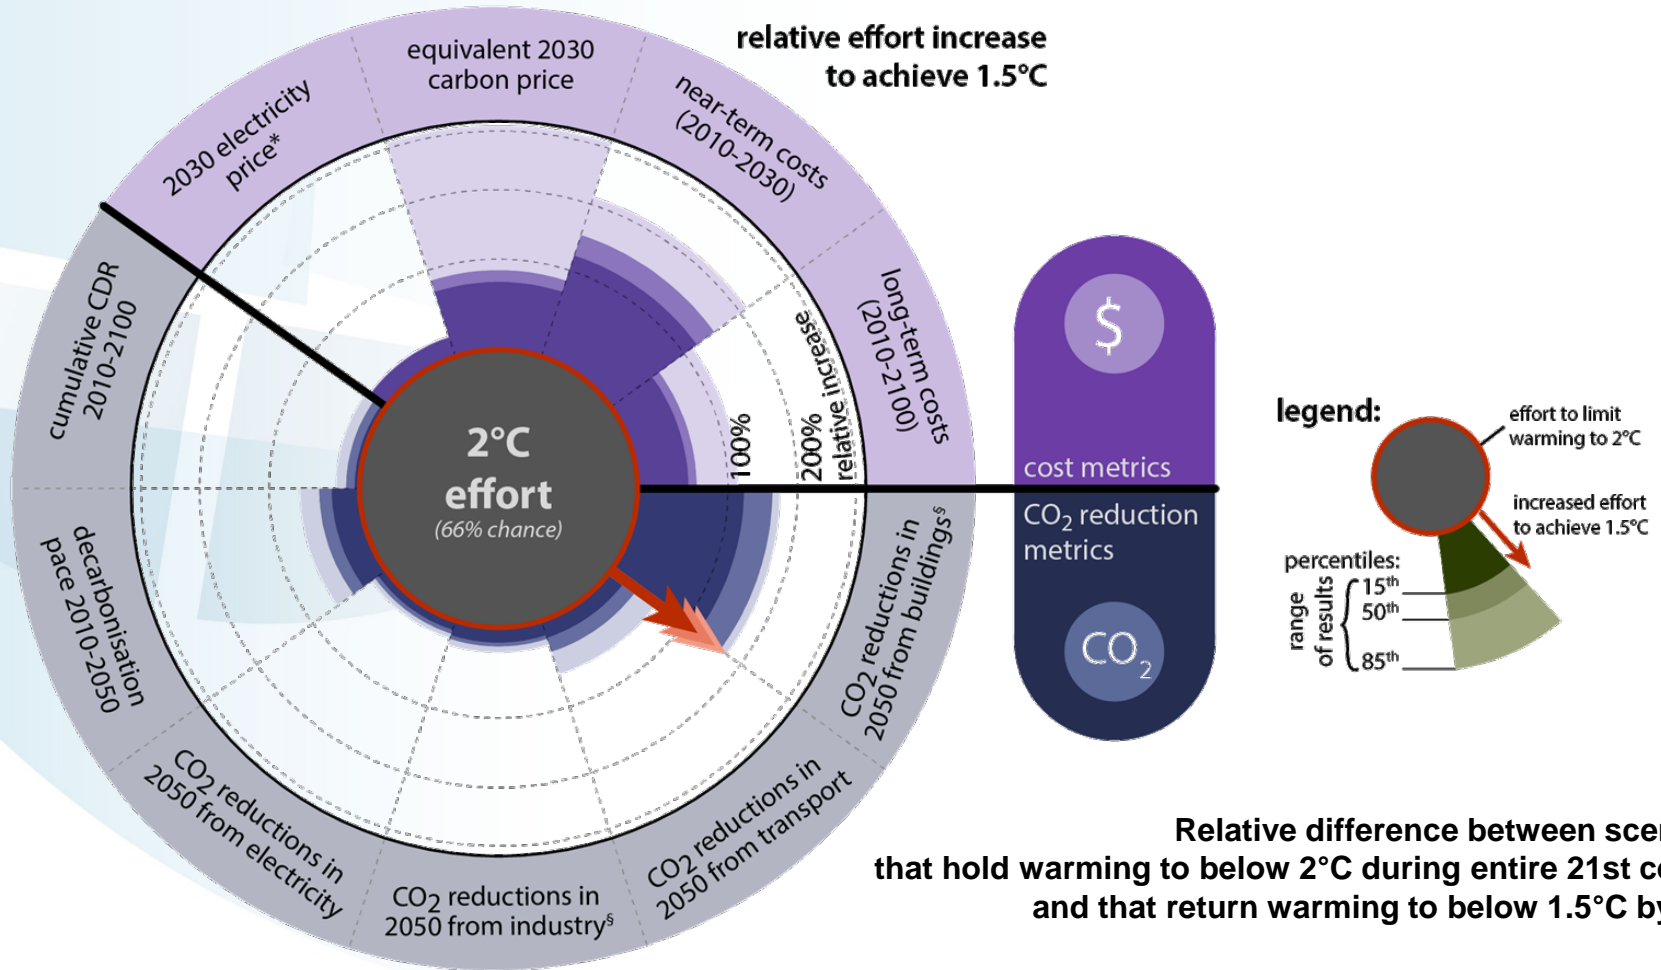 relative effort increase
to achieve 1.5°C
equivalent 2030
carbon price
near-term costs
(2010-2030)
long-term costs
(2010-2100)
2030 electricity
price*
cumulative CDR
2010-2100
decarbonisation
pace 2010-2050
CO2 reductions in
2050 from electricity
CO2 reductions in
2050 from industry§
CO2 reductions in
2050 from transport
CO2 reductions in
2050 from buildings§
2°C
effort
(66% chance)
100%
200%
relative increase
$
cost metrics
CO2 reduction
metrics
CO2
legend:
effort to limit
warming to 2°C
increased effort
to achieve 1.5°C
percentiles:
range
of results
15th
50th
85th
Relative difference between scen
that hold warming to below 2°C during entire 21st ce
and that return warming to below 1.5°C by